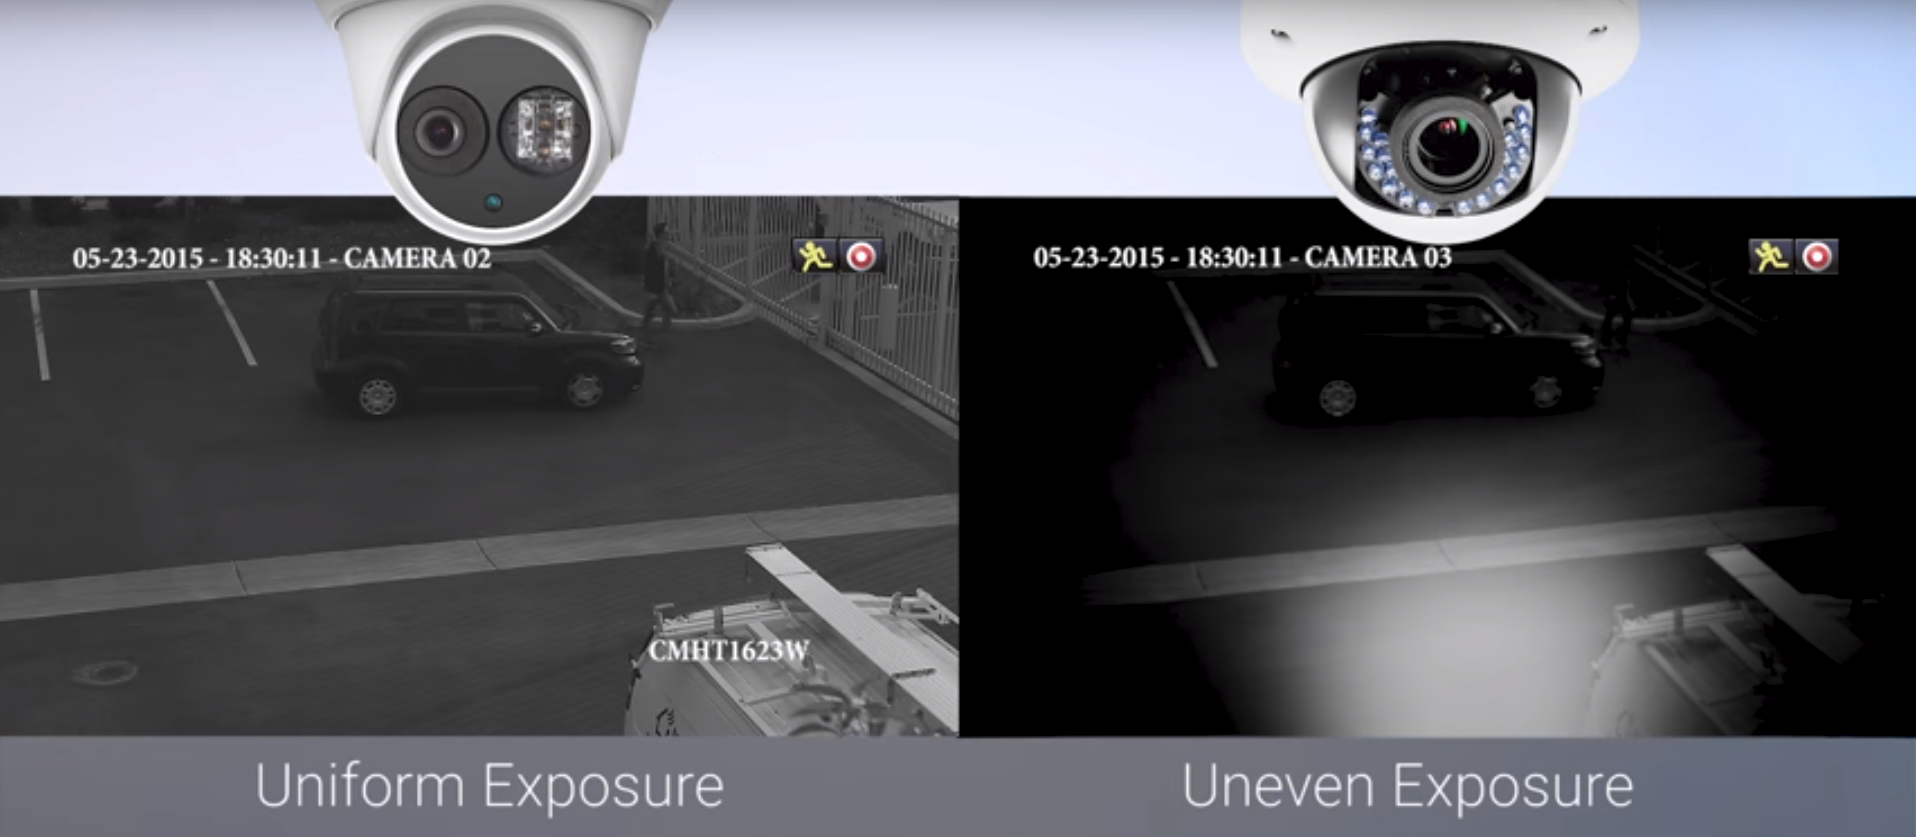 05-23-2015 - 18:30:11 - CAMERA 02
05-23-2015 - 18:30:11 - CAMERA 03
CMHT1623W
Uniform Exposure
Uneven Exposure